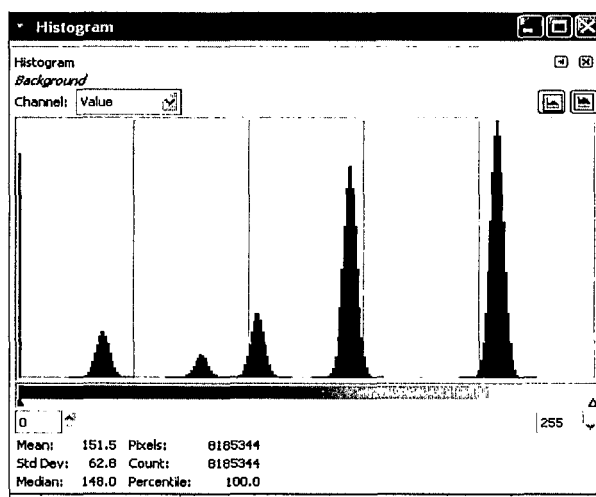 Histogram
Histogram
Background
Channel: Value
0 255
Mean: 151.5 Pixels: 8185344
Std Dev: 62.8 Count: 8185344
Median: 148.0 Percentile: 100.0